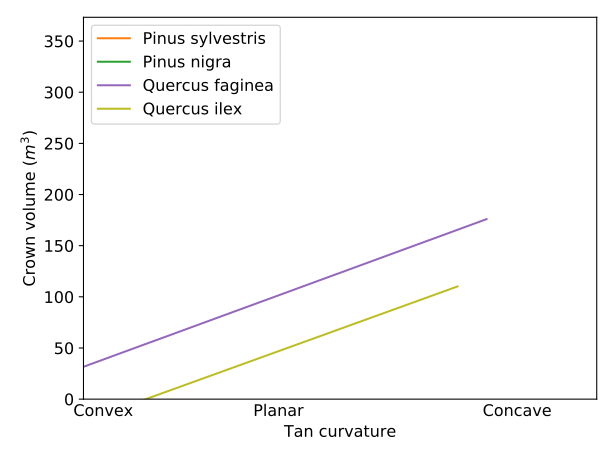 Pinus sylvestris
Pinus nigra
Quercus faginea
Quercus ilex
350
300
250
200
150
100
50
0
Crown volume (m³)
Convex Planar Concave
Tan curvature